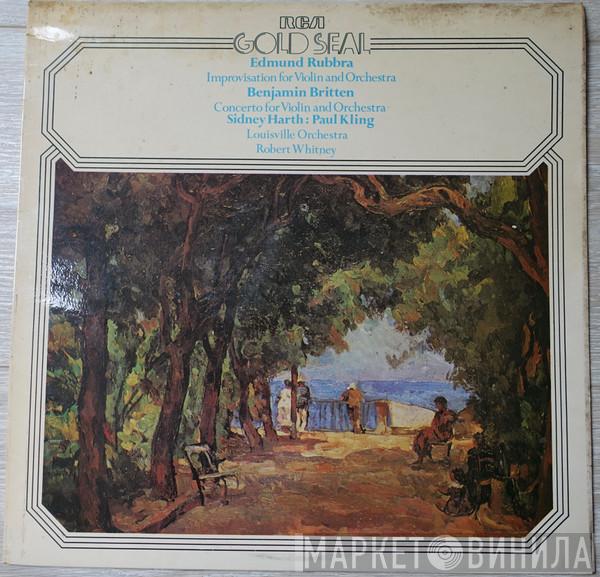 RCA
GOLD SEAL
Edmund Rubbra
Improvisation for Violin and Orchestra
Benjamin Britten
Concerto for Violin and Orchestra
Sidney Harth : Paul Kling
Louisville Orchestra
Robert Whitney
МАРКЕТ ВИНИЛА